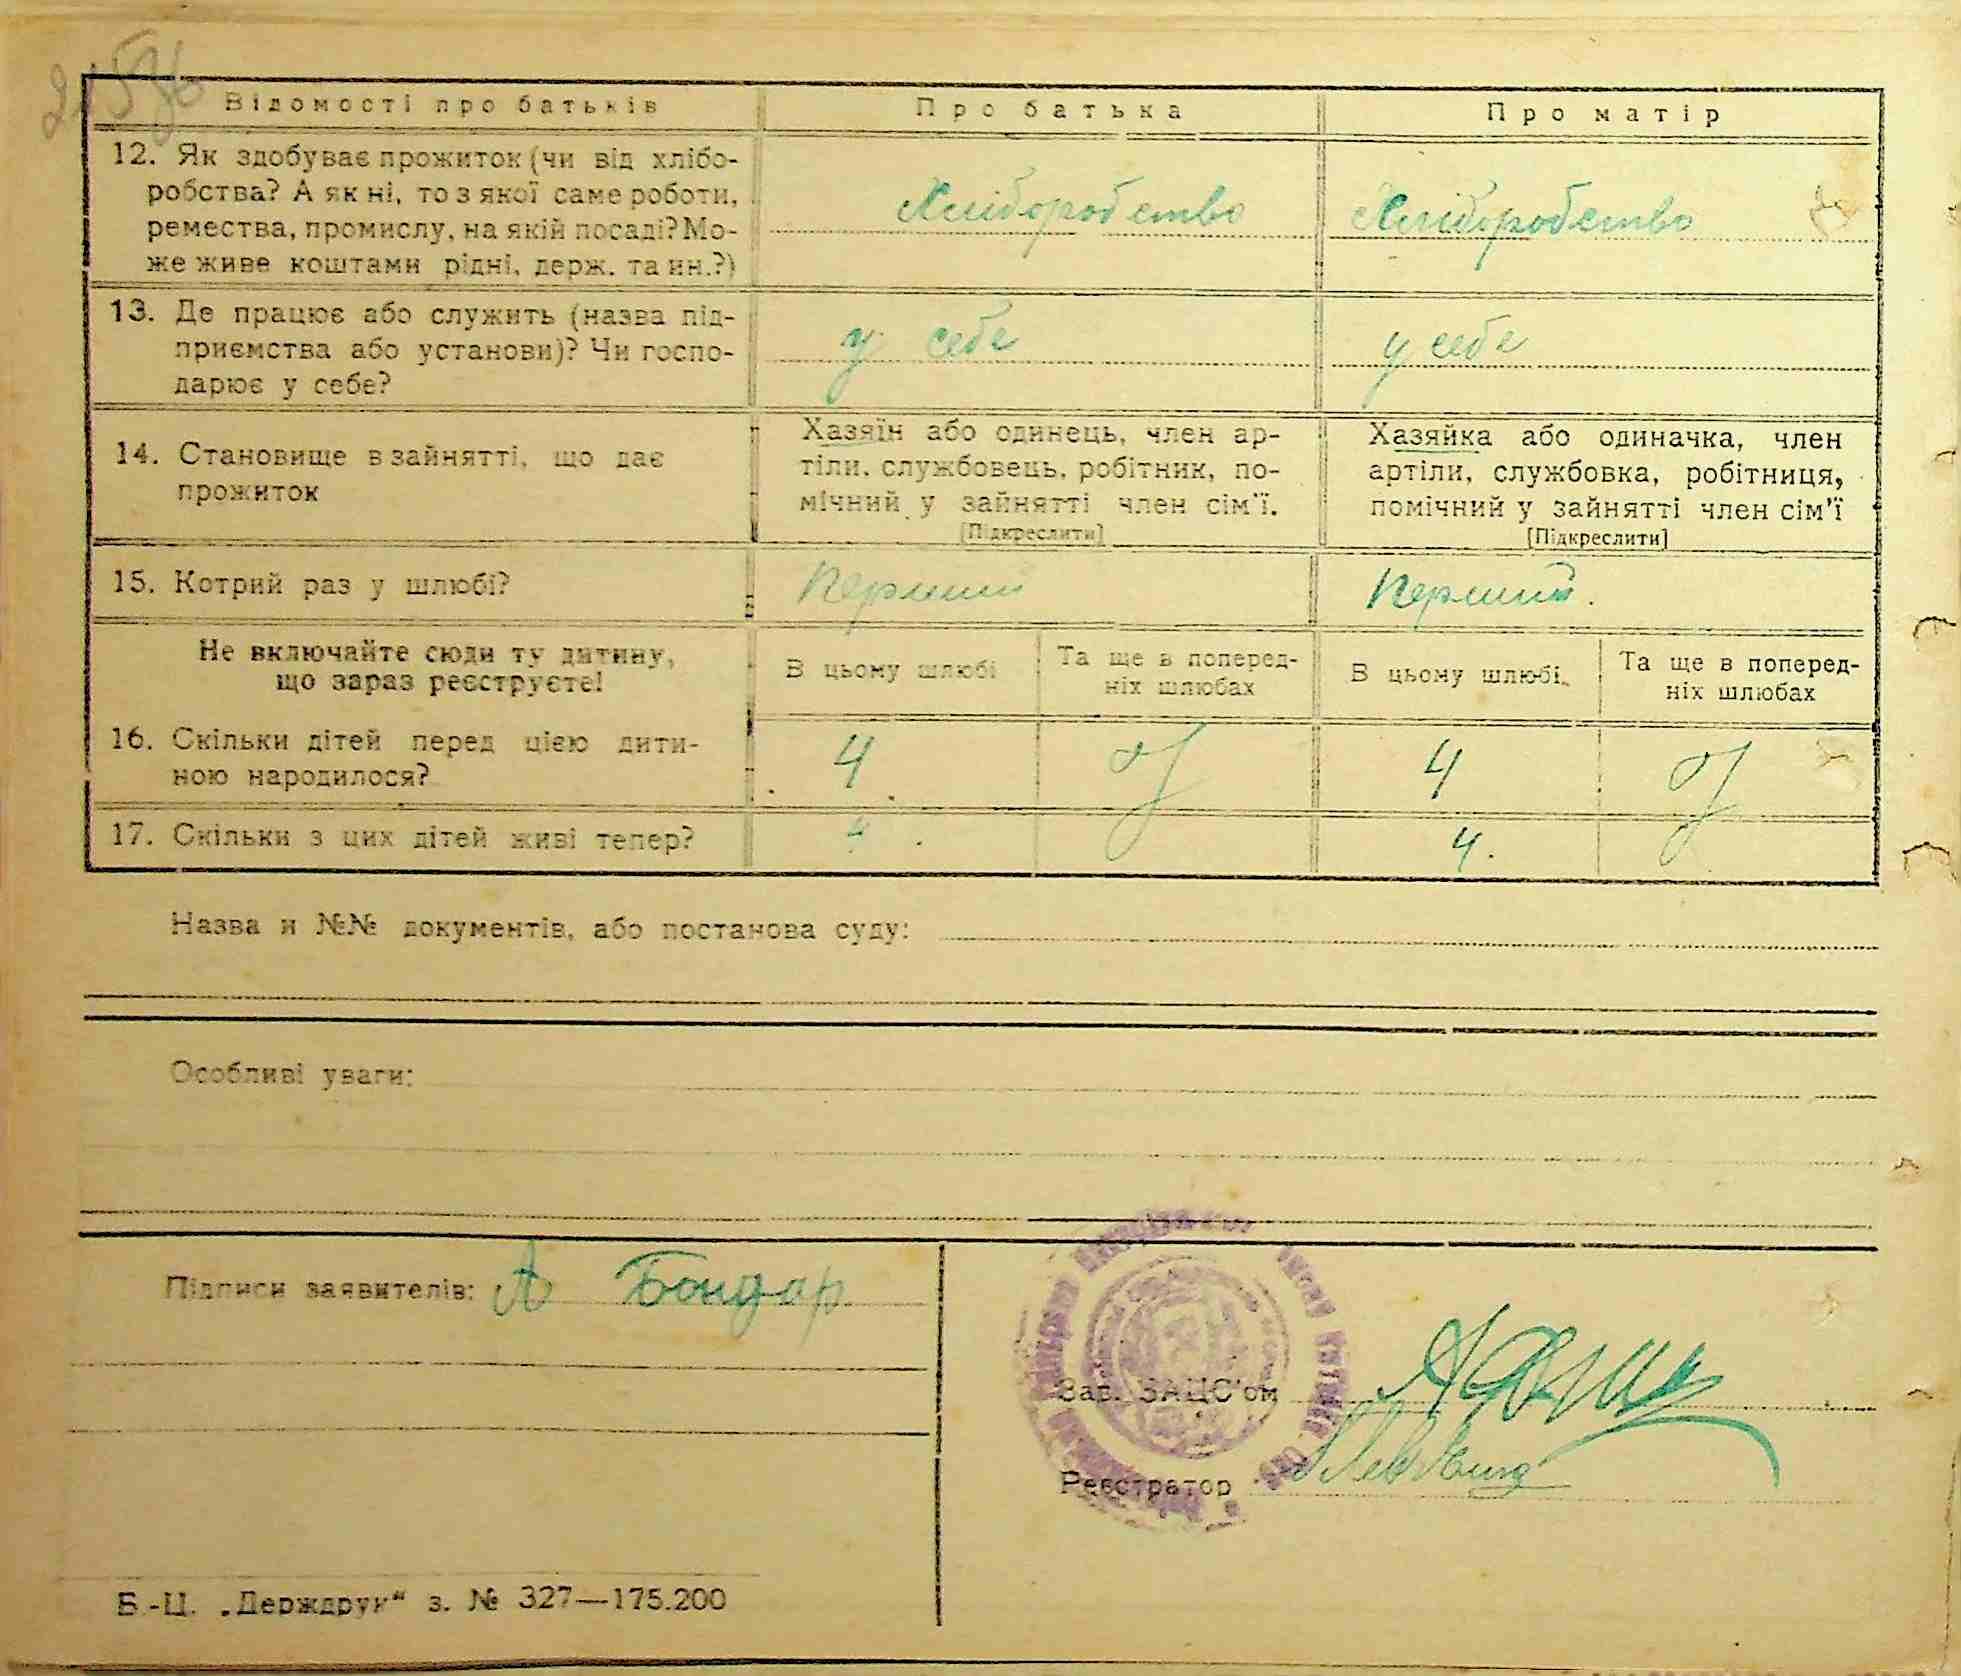 Відомості про батьків
Про батька
Про матір
12. Як здобуває прожиток (чи від хлібо-
робства? А як ні, то з якої саме роботи,
ремества, промислу, на якій посаді? Мо-
же живе коштами рідні, держ. та ин.?)
Хліборобство
Хліборобство
13. Де працює або служить (назва під-
приємства або установи)? Чи госпо-
дарює у себе?
у себе
у себе
14. Становище в зайнятті, що дає
прожиток
Хазяїн або одинець, член ар-
тіли, службовець, робітник, по-
мічний у зайнятті член сім'ї.
[Підкреслити]
Хазяйка або одиначка, член
артіли, службовка, робітниця,
помічний у зайнятті член сім'ї
[Підкреслити]
15. Котрий раз у шлюбі?
Перший
Перший.
Не включайте сюди ту дитину,
що зараз реєструєте!
В цьому шлюбі
Та ще в поперед-
ніх шлюбах
В цьому шлюбі
Та ще в поперед-
ніх шлюбах
16. Скільки дітей перед цією дити-
ною народилося?
4
4
17. Скільки з цих дітей живі тепер?
4
4.
Назва и №№ документів, або постанова суду:
Особливі уваги:
Підписи заявителів: А Бондар
Зав. ЗАЦС'ом
Реєстратор
Б.-Ц. „Держдрук“ з. № 327—175.200